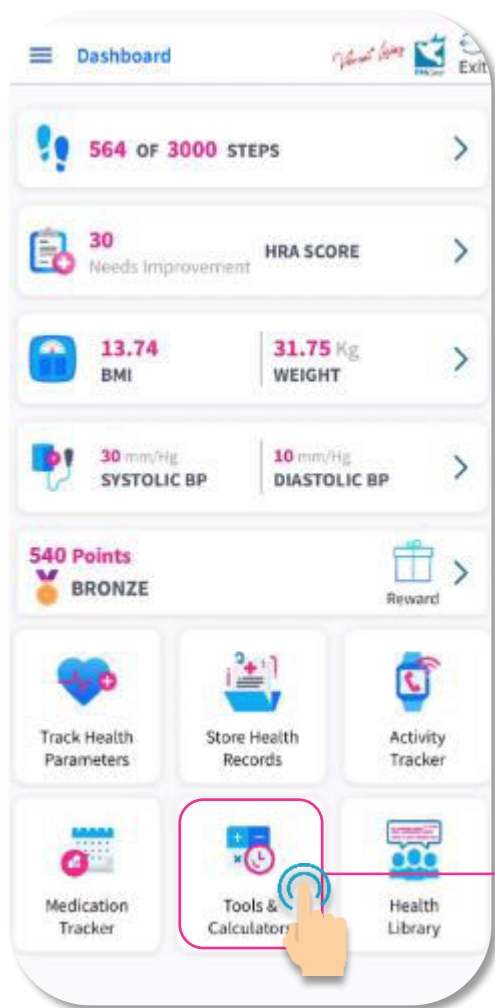 Dashboard
Exit
564 OF 3000 STEPS
30
Needs Improvement
HRA SCORE
13.74
BMI
31.75 Kg
WEIGHT
30 mm/Hg
SYSTOLIC BP
10 mm/Hg
DIASTOLIC BP
540 Points
BRONZE
Reward
Track Health
Parameters
Store Health
Records
Activity
Tracker
Medication
Tracker
Tools &
Calculators
Health
Library